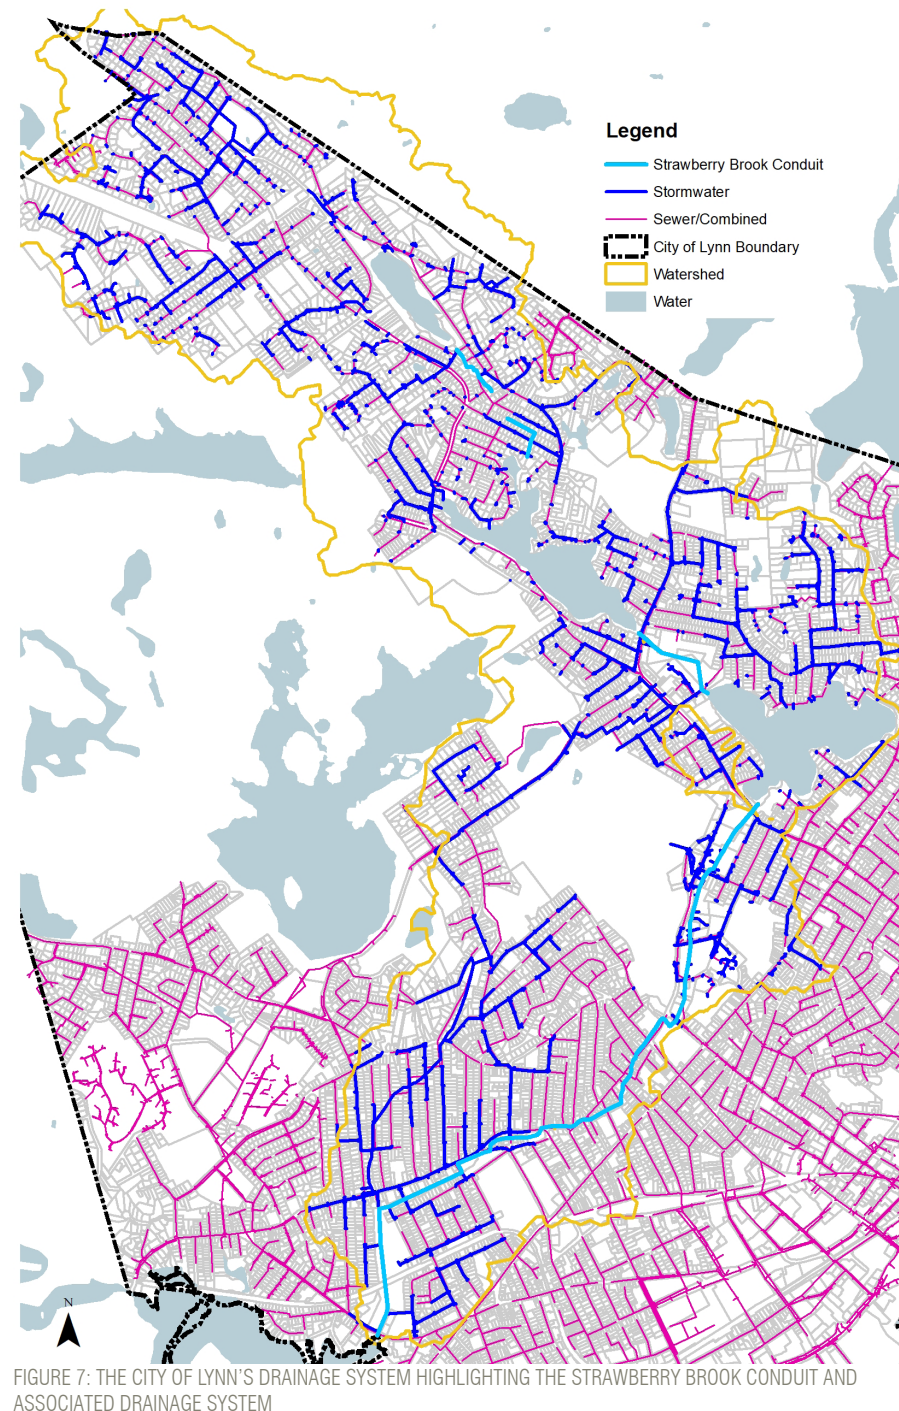 Legend
Strawberry Brook Conduit
Stormwater
Sewer/Combined
City of Lynn Boundary
Watershed
Water
N
FIGURE 7: THE CITY OF LYNN'S DRAINAGE SYSTEM HIGHLIGHTING THE STRAWBERRY BROOK CONDUIT AND
ASSOCIATED DRAINAGE SYSTEM